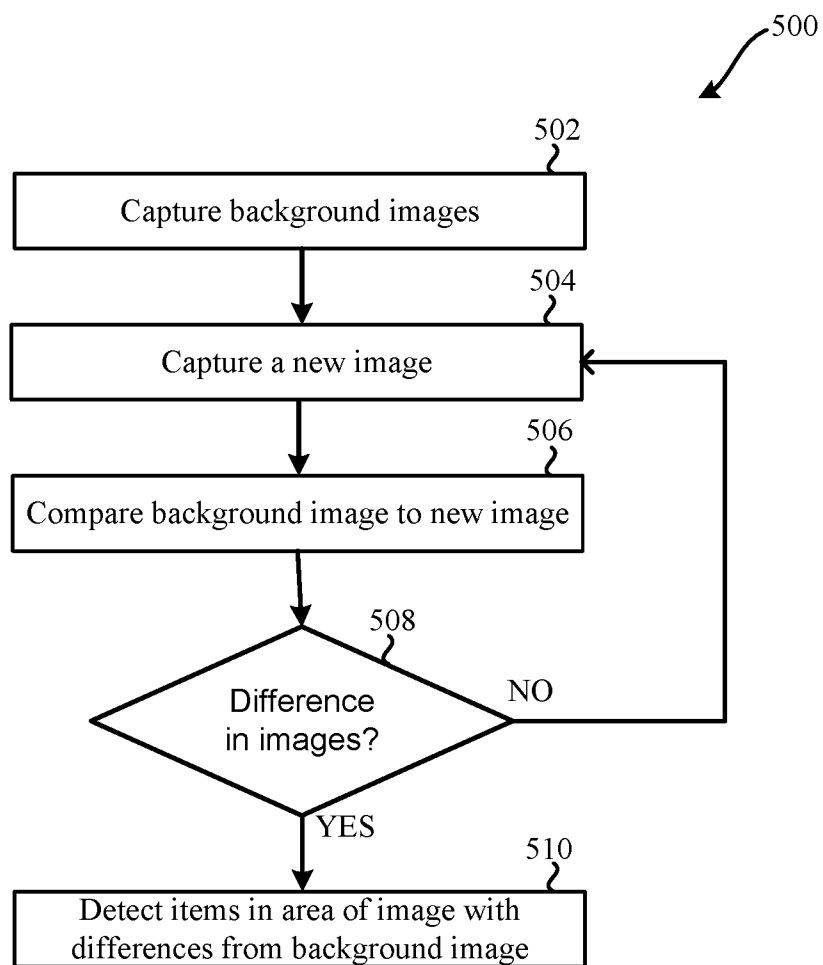 500
502
Capture background images
504
Capture a new image
506
Compare background image to new image
508
Difference
in images?
NO
YES
510
Detect items in area of image with
differences from background image